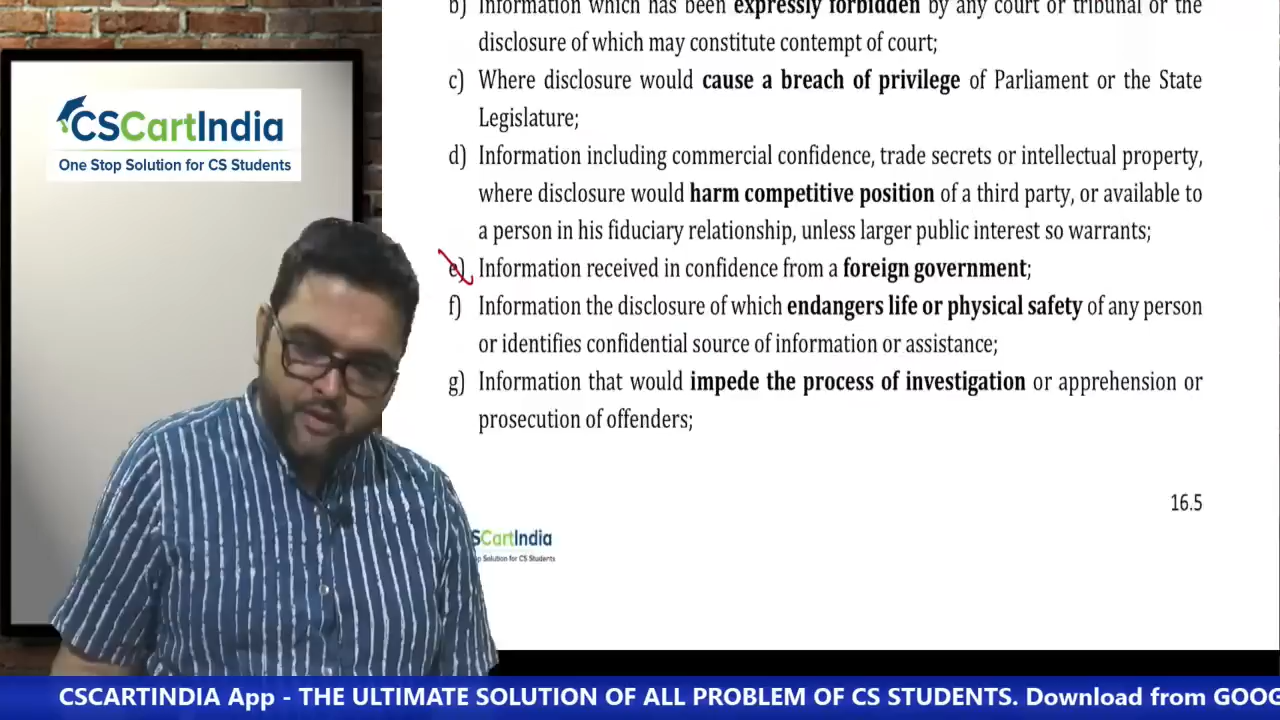 b) Information which has been expressly forbidden by any court or tribunal or the
disclosure of which may constitute contempt of court;
c) Where disclosure would cause a breach of privilege of Parliament or the State
Legislature;
d) Information including commercial confidence, trade secrets or intellectual property,
where disclosure would harm competitive position of a third party, or available to
a person in his fiduciary relationship, unless larger public interest so warrants;
e) Information received in confidence from a foreign government;
f) Information the disclosure of which endangers life or physical safety of any person
or identifies confidential source of information or assistance;
g) Information that would impede the process of investigation or apprehension or
prosecution of offenders;
16.5
CSCartIndia
One Stop Solution for CS Students
SCartIndia
p Solution for CS Students
CSCARTINDIA App - THE ULTIMATE SOLUTION OF ALL PROBLEM OF CS STUDENTS. Download from GOOG